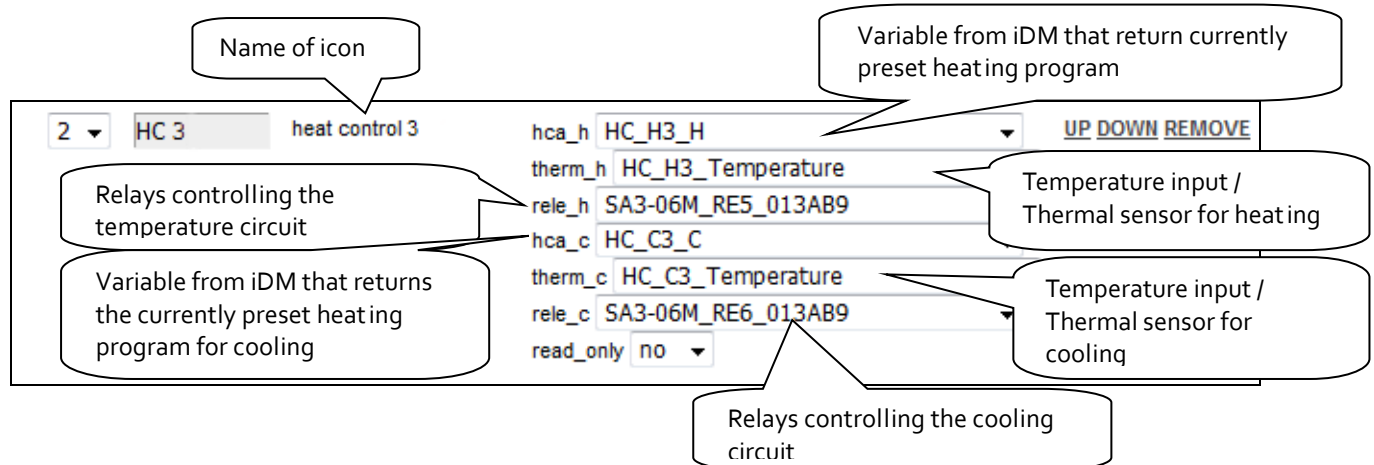 Name of icon
Variable from iDM that return currently
preset heating program
2 HC 3 heat control 3 hca_h HC_H3_H UP DOWN REMOVE
therm_h HC_H3_Temperature
Relays controlling the
temperature circuit
Temperature input /
Thermal sensor for heating
rele_h SA3-06M_RE5_013AB9
hca_c HC_C3_C
Variable from iDM that returns
the currently preset heating
program for cooling
therm_c HC_C3_Temperature
Temperature input /
Thermal sensor for
cooling
rele_c SA3-06M_RE6_013AB9
read_only no
Relays controlling the cooling
circuit